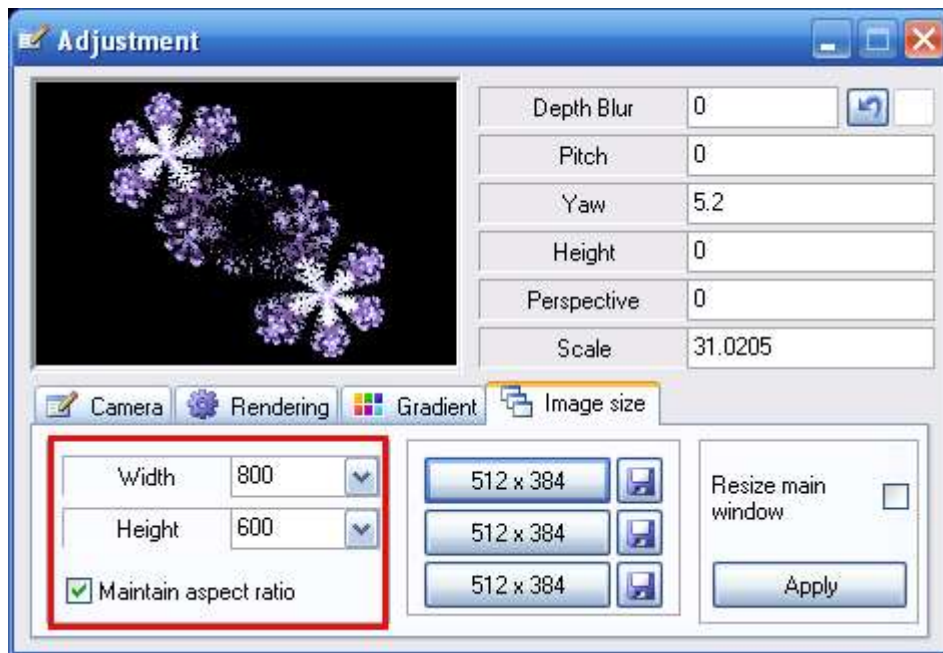 Adjustment
Depth Blur 0
Pitch 0
Yaw 5.2
Height 0
Perspective 0
Scale 31.0205
Camera Rendering Gradient Image size
Width 800
Height 600
Maintain aspect ratio
512 x 384
512 x 384
512 x 384
Resize main
window
Apply